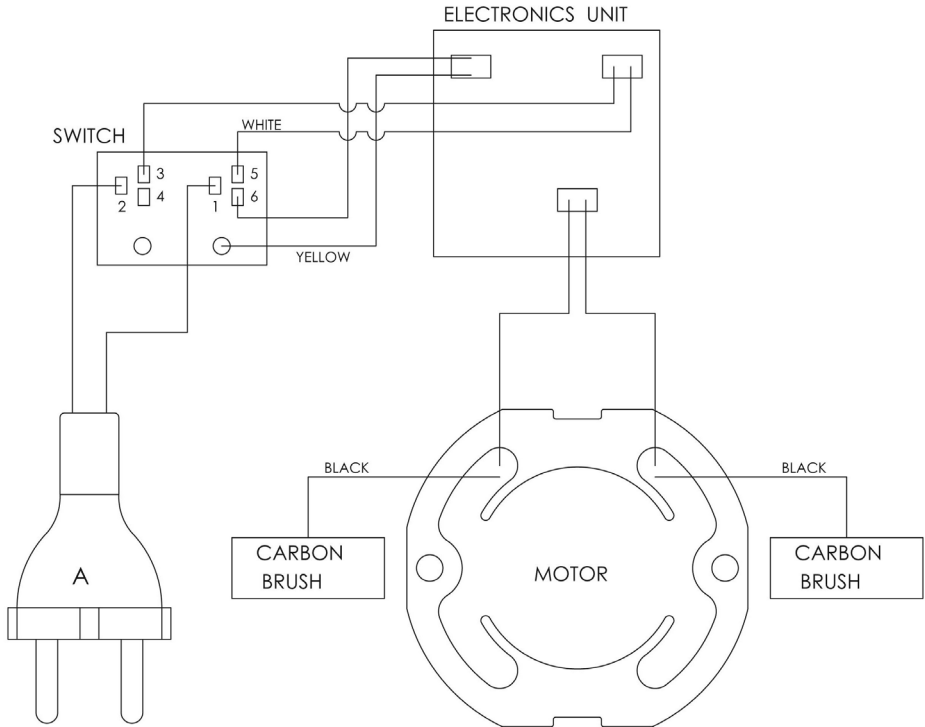 ELECTRONICS UNIT
SWITCH
WHITE
3
5
2
4
1
6
YELLOW
BLACK
BLACK
CARBON
BRUSH
CARBON
BRUSH
A
MOTOR